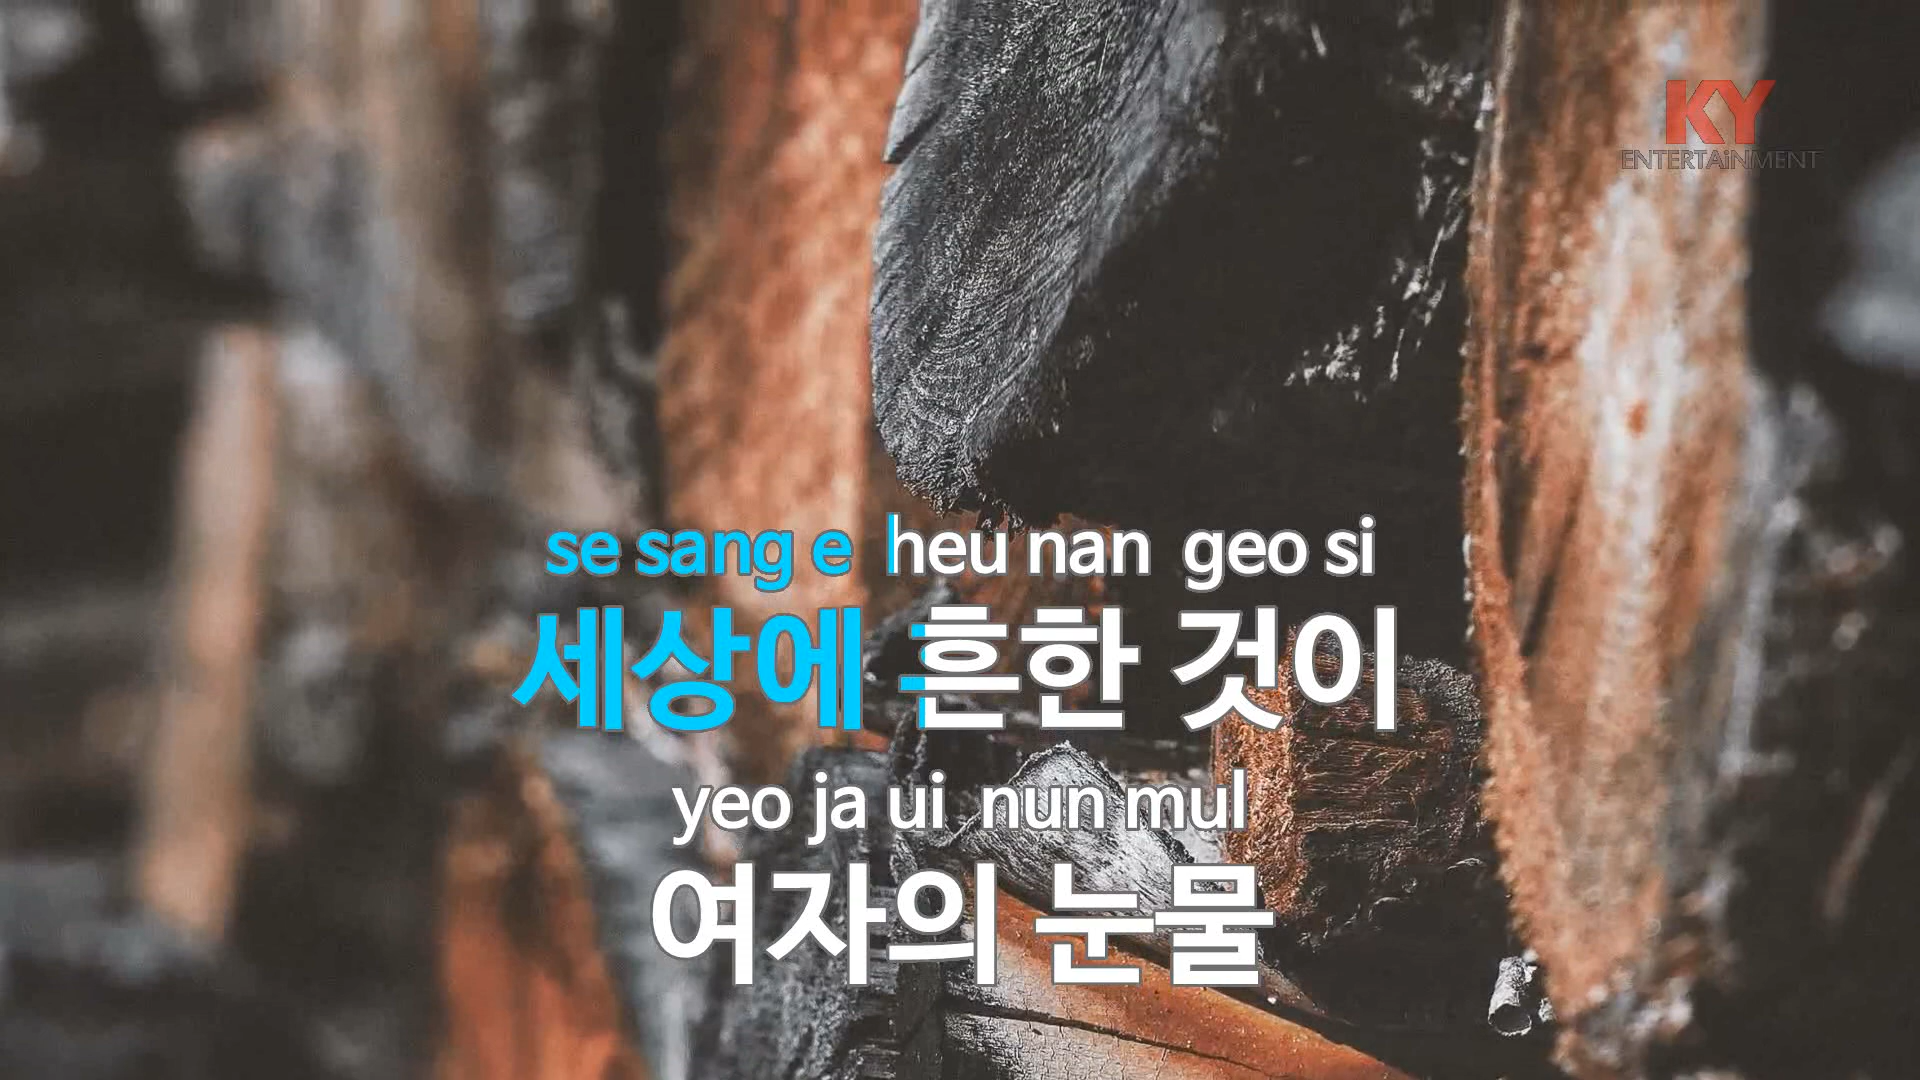 KY
ENTERTAiNMENT
se sang e heu nan geo si
세상에 흔한 것이
yeo ja ui nun mul
여자의 눈물